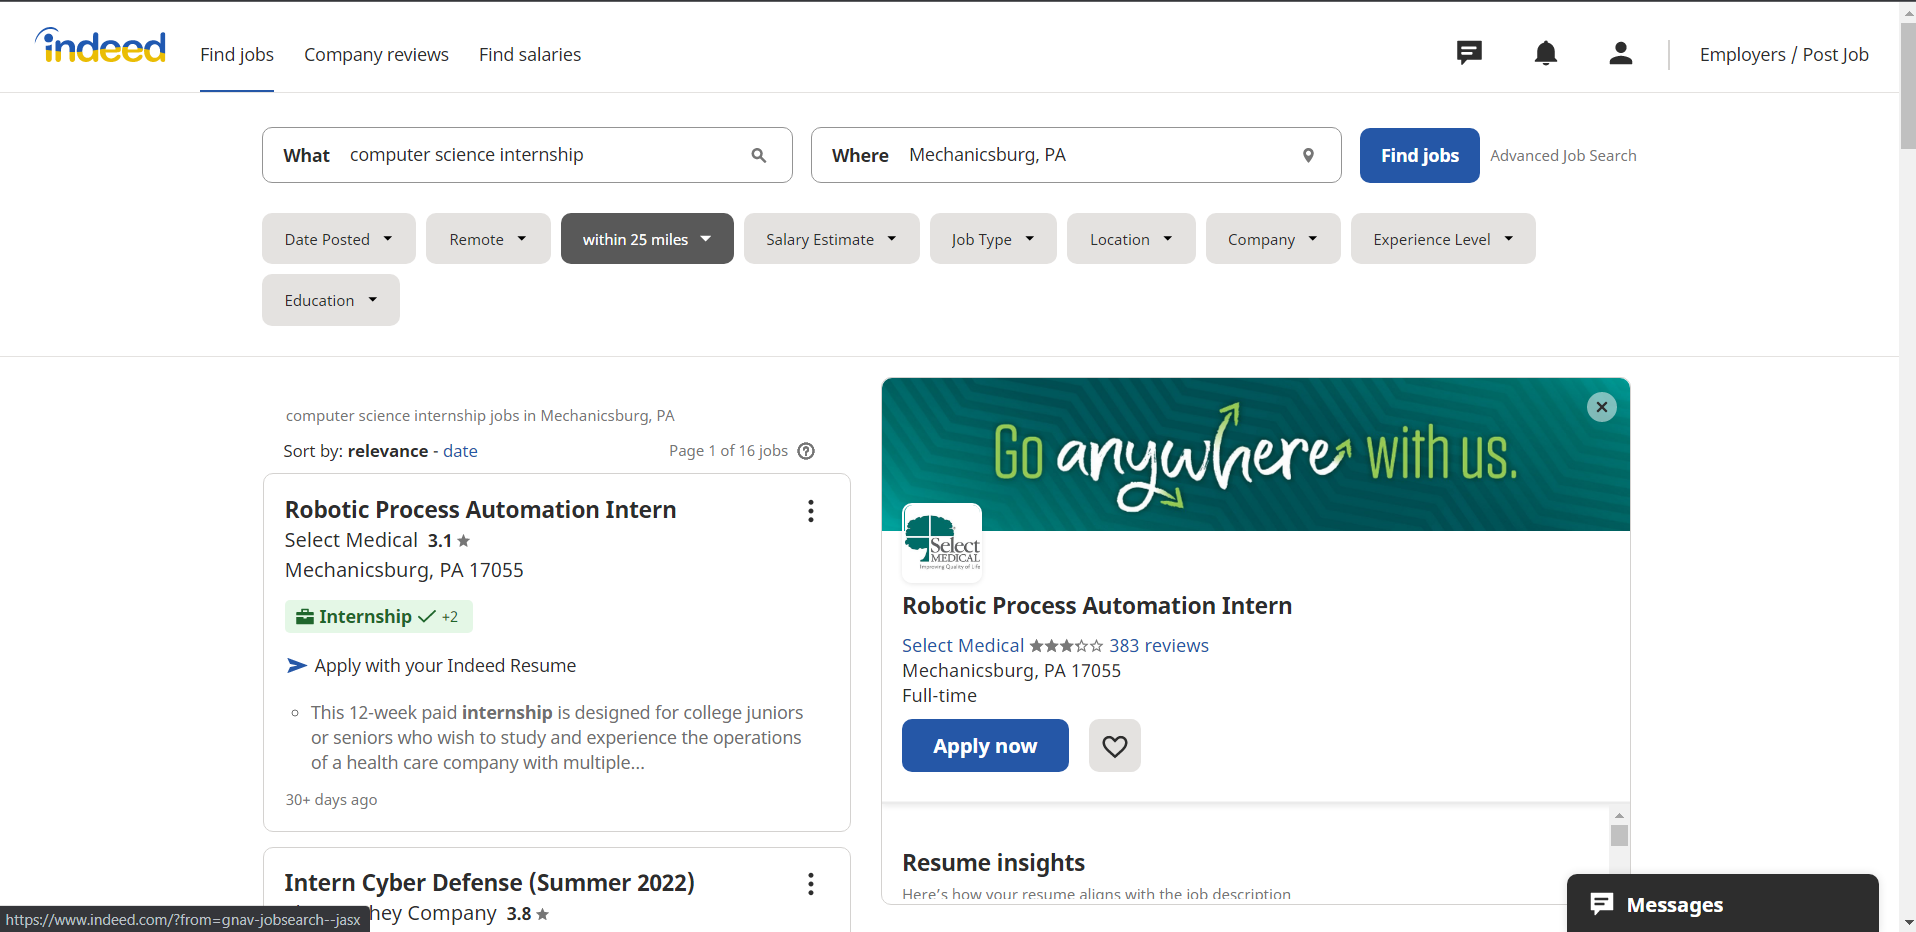 indeed
Find jobs
Company reviews
Find salaries
Employers / Post Job
What computer science internship
Where Mechanicsburg, PA
Find jobs
Advanced Job Search
Date Posted
Remote
within 25 miles
Salary Estimate
Job Type
Location
Company
Experience Level
Education
computer science internship jobs in Mechanicsburg, PA
Sort by: relevance - date
Page 1 of 16 jobs
Robotic Process Automation Intern
Select Medical 3.1
Mechanicsburg, PA 17055
Internship +2
Apply with your Indeed Resume
This 12-week paid internship is designed for college juniors
or seniors who wish to study and experience the operations
of a health care company with multiple...
30+ days ago
Intern Cyber Defense (Summer 2022)
hey Company 3.8
https://www.indeed.com/?from=gnav-jobsearch--jasx
Go anywhere with us.
Select
MEDICAL
Improving Quality of Life
Robotic Process Automation Intern
Select Medical 383 reviews
Mechanicsburg, PA 17055
Full-time
Apply now
Resume insights
Here's how your resume aligns with the job description
Messages